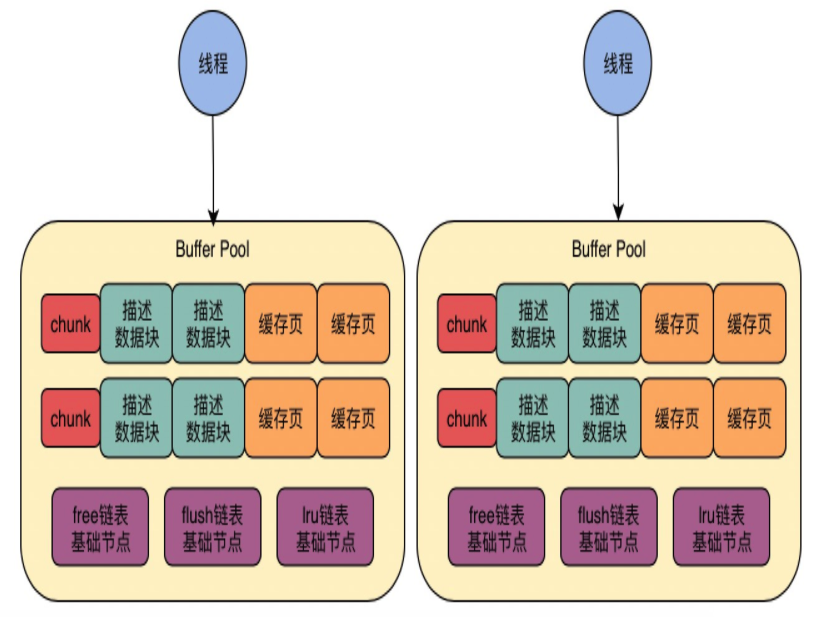 线程
线程
Buffer Pool
chunk
描述
数据块
描述
数据块
缓存页
缓存页
chunk
描述
数据块
描述
数据块
缓存页
缓存页
free链表
基础节点
flush链表
基础节点
lru链表
基础节点
Buffer Pool
chunk
描述
数据块
描述
数据块
缓存页
缓存页
chunk
描述
数据块
描述
数据块
缓存页
缓存页
free链表
基础节点
flush链表
基础节点
lru链表
基础节点